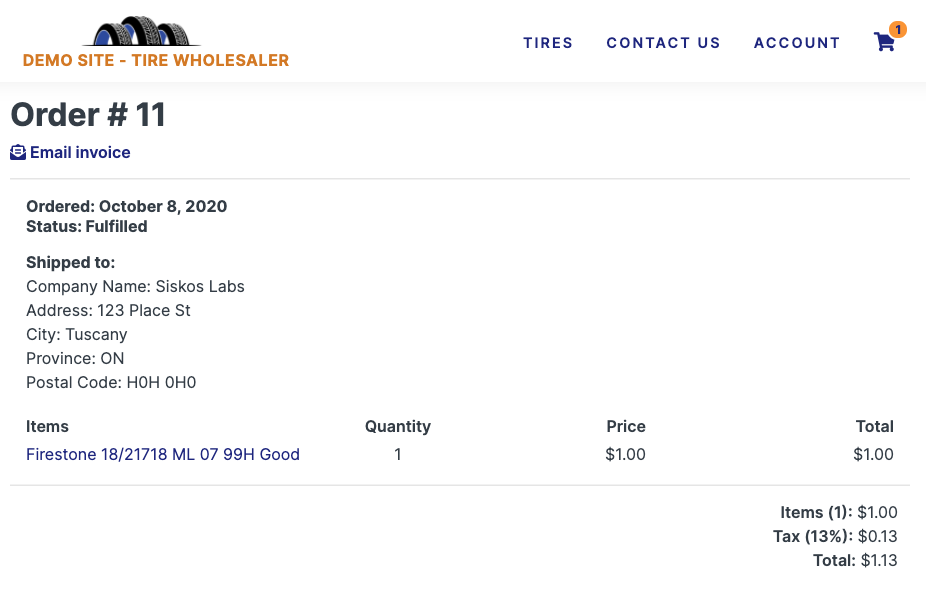 DEMO SITE - TIRE WHOLESALER
TIRES CONTACT US ACCOUNT 1
Order # 11
Email invoice
Ordered: October 8, 2020
Status: Fulfilled
Shipped to:
Company Name: Siskos Labs
Address: 123 Place St
City: Tuscany
Province: ON
Postal Code: H0H 0H0
Items Quantity Price Total
Firestone 18/21718 ML 07 99H Good 1 $1.00 $1.00
Items (1): $1.00
Tax (13%): $0.13
Total: $1.13